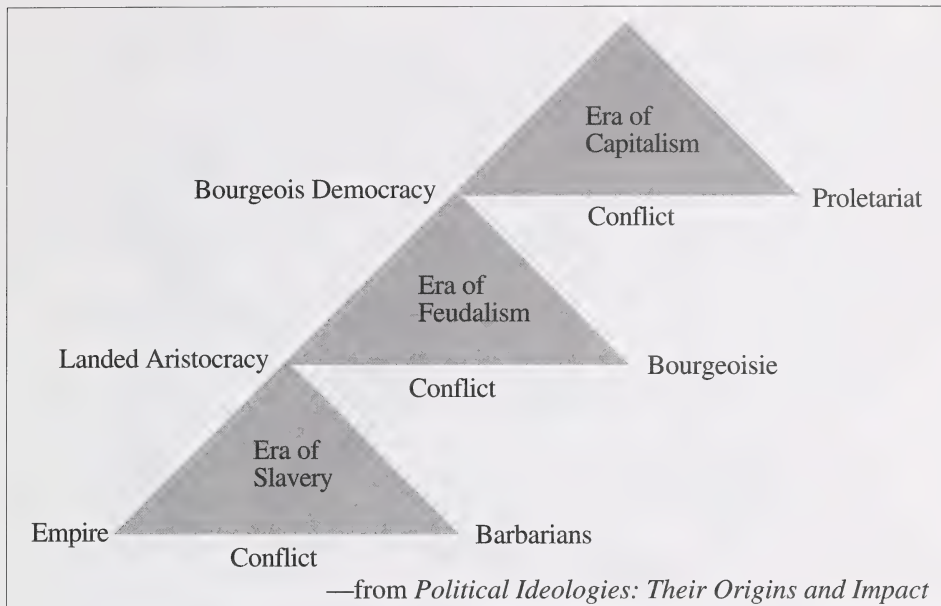 Era of
Capitalism
Bourgeois Democracy
Conflict
Proletariat
Era of
Feudalism
Landed Aristocracy
Conflict
Bourgeoisie
Era of
Slavery
Empire
Conflict
Barbarians
—from Political Ideologies: Their Origins and Impact